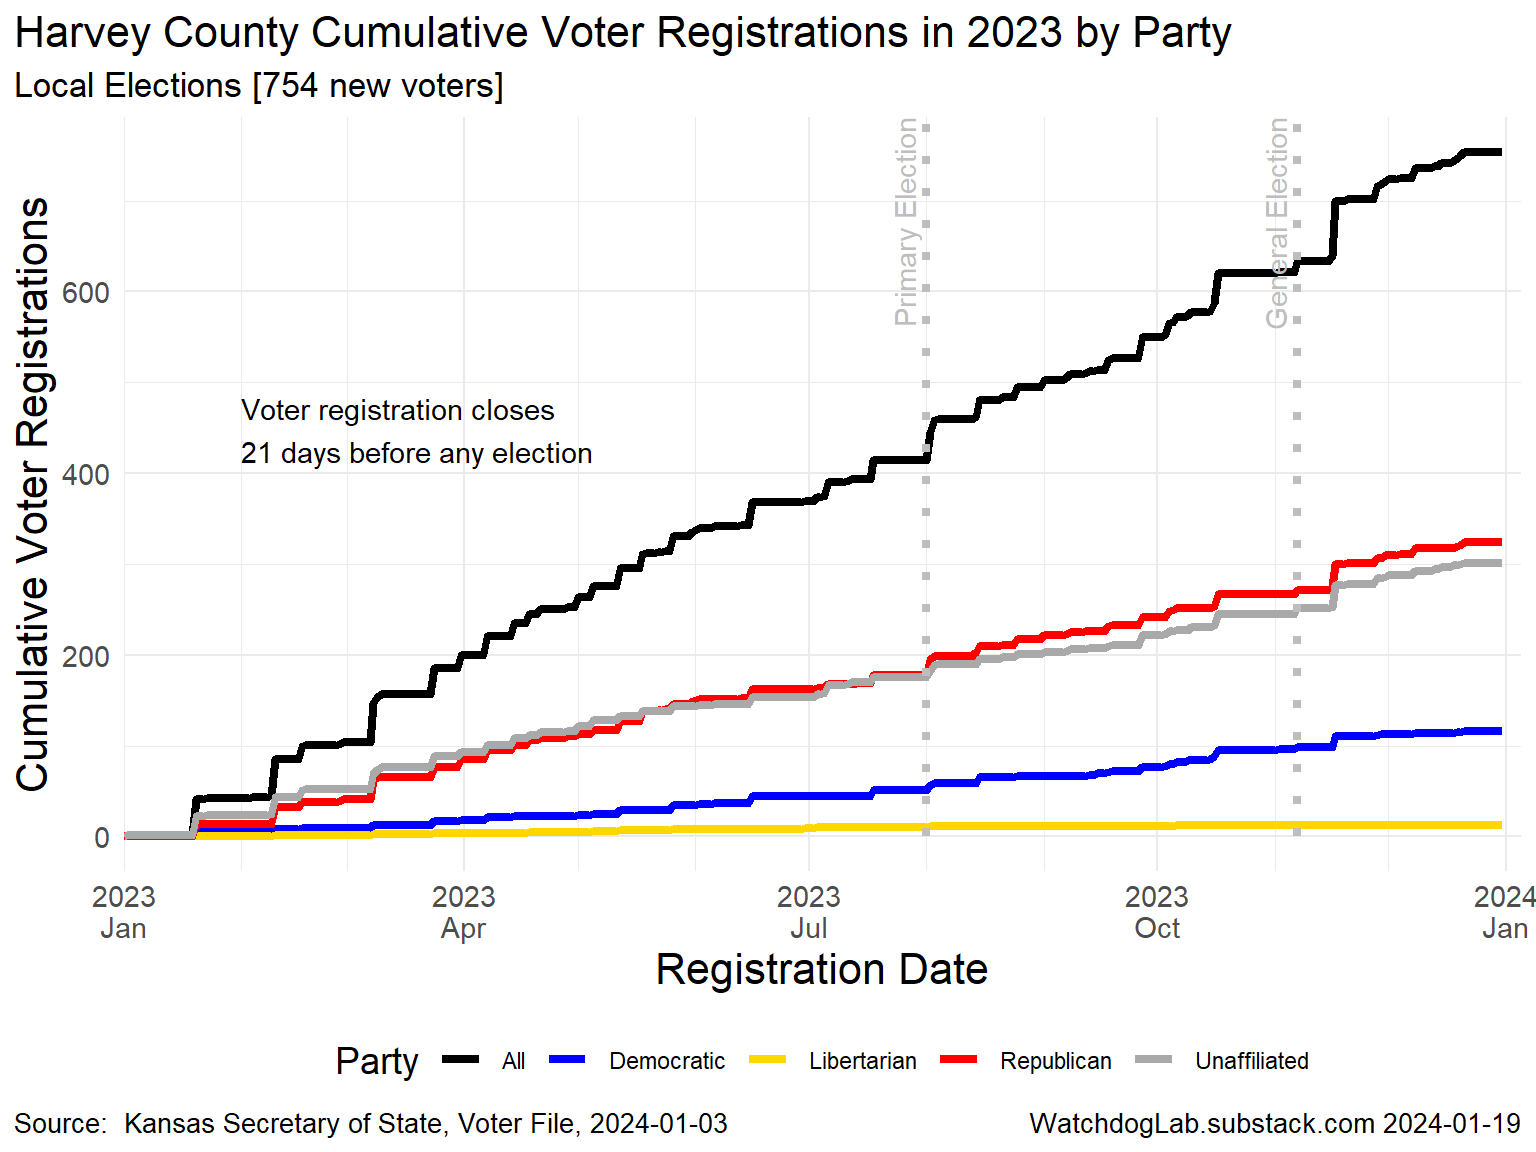 Harvey County Cumulative Voter Registrations in 2023 by Party
Local Elections [754 new voters]
Cumulative Voter Registrations
600
400
200
0
Primary Election
General Election
Voter registration closes
21 days before any election
2023 2023 2023 2023 2024
Jan Apr Jul Oct Jan
Registration Date
Party All Democratic Libertarian Republican Unaffiliated
Source:  Kansas Secretary of State, Voter File, 2024-01-03
WatchdogLab.substack.com 2024-01-19